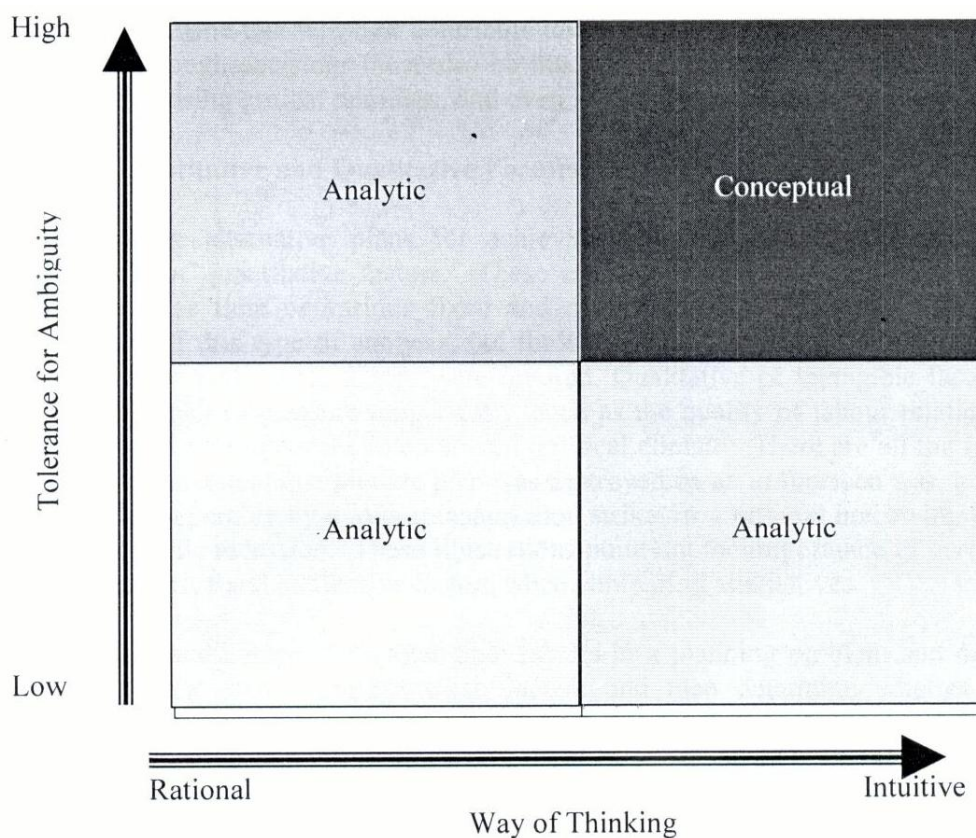 High
Analytic
Conceptual
Tolerance for Ambiguity
Analytic
Analytic
Low
Rational
Intuitive
Way of Thinking